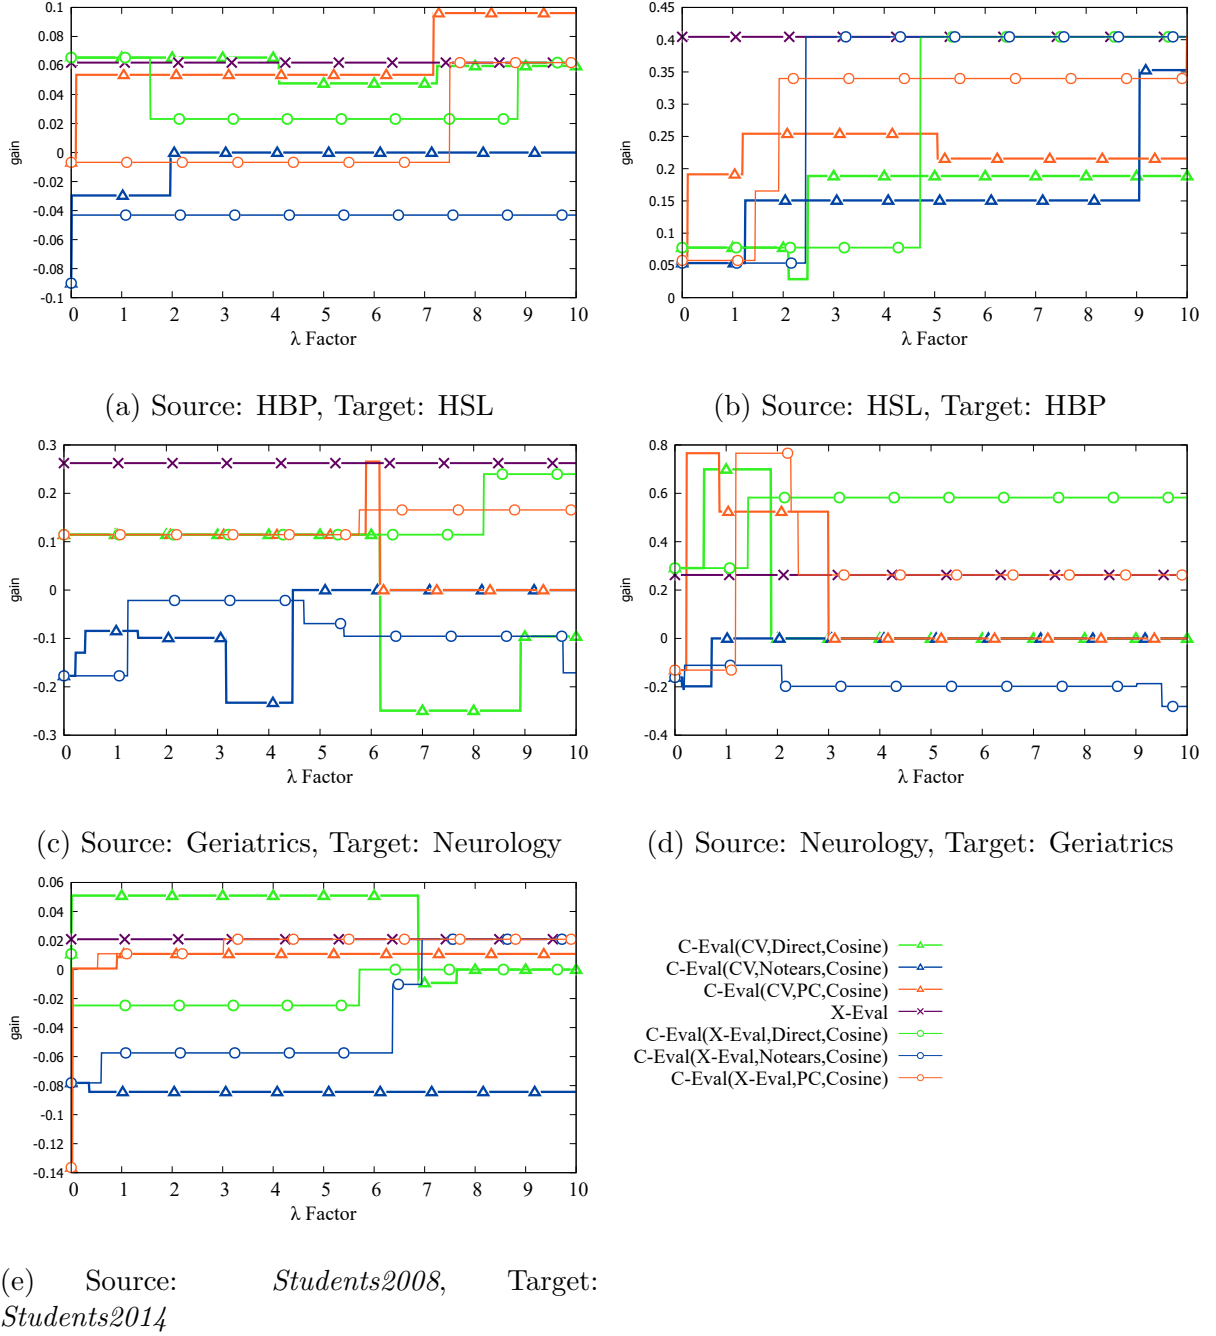 0.1
0.08
0.06
0.04
0.02
0
-0.02
-0.04
-0.06
-0.08
-0.1
gain
0 1 2 3 4 5 6 7 8 9 10
λ Factor
(a) Source: HBP, Target: HSL
0.45
0.4
0.35
0.3
0.25
0.2
0.15
0.1
0.05
0
gain
0 1 2 3 4 5 6 7 8 9 10
λ Factor
(b) Source: HSL, Target: HBP
0.3
0.2
0.1
0
-0.1
-0.2
-0.3
gain
0 1 2 3 4 5 6 7 8 9 10
λ Factor
(c) Source: Geriatrics, Target: Neurology
0.8
0.6
0.4
0.2
0
-0.2
-0.4
gain
0 1 2 3 4 5 6 7 8 9 10
λ Factor
(d) Source: Neurology, Target: Geriatrics
0.06
0.04
0.02
0
-0.02
-0.04
-0.06
-0.08
-0.1
-0.12
-0.14
gain
0 1 2 3 4 5 6 7 8 9 10
λ Factor
C-Eval(CV,Direct,Cosine)
C-Eval(CV,Notears,Cosine)
C-Eval(CV,PC,Cosine)
X-Eval
C-Eval(X-Eval,Direct,Cosine)
C-Eval(X-Eval,Notears,Cosine)
C-Eval(X-Eval,PC,Cosine)
(e) Source: Students2008, Target:
Students2014